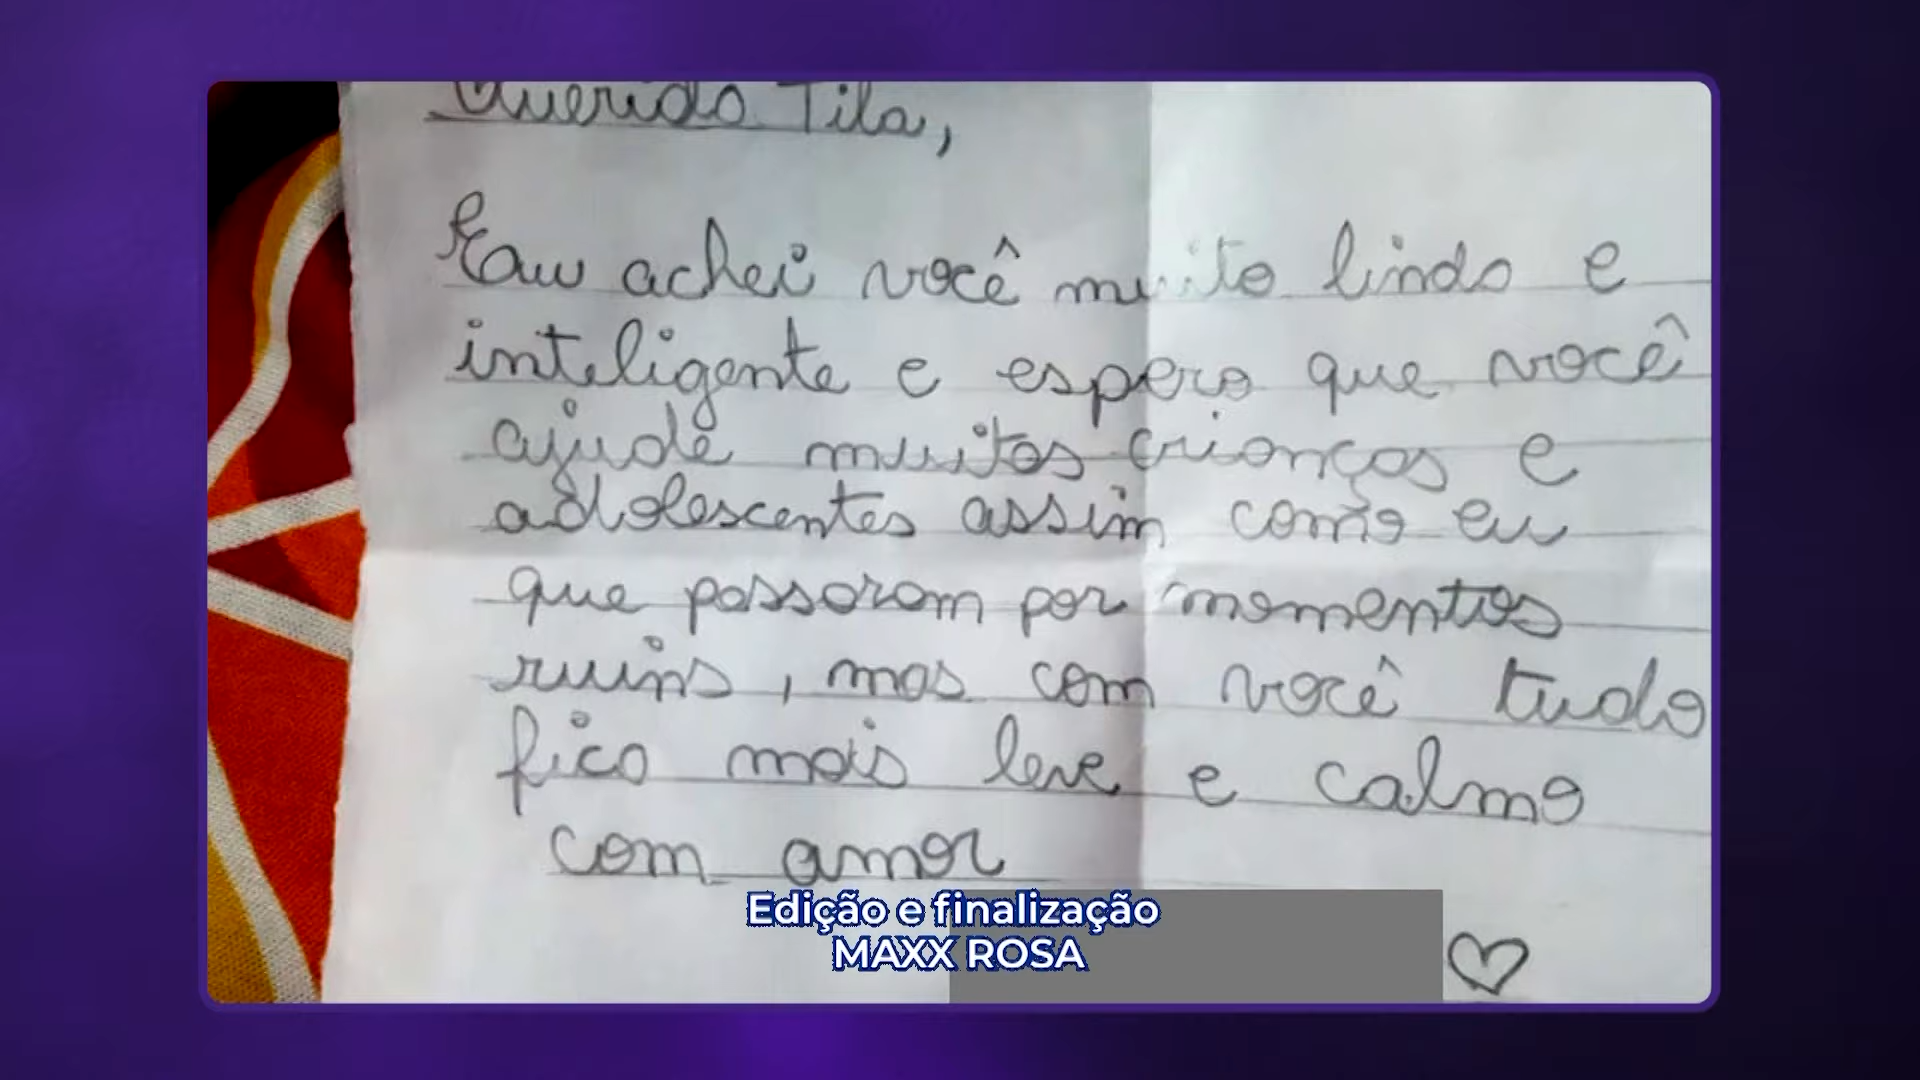 Querido Tila,
Eu achei você muito lindo e
inteligente e espero que você
ajude muitas crianças e
adolescentes assim como eu
que passaram por momentos
ruins, mas com você tudo
fica mais leve e calmo
com amor
Edição e finalização
MAXX ROSA